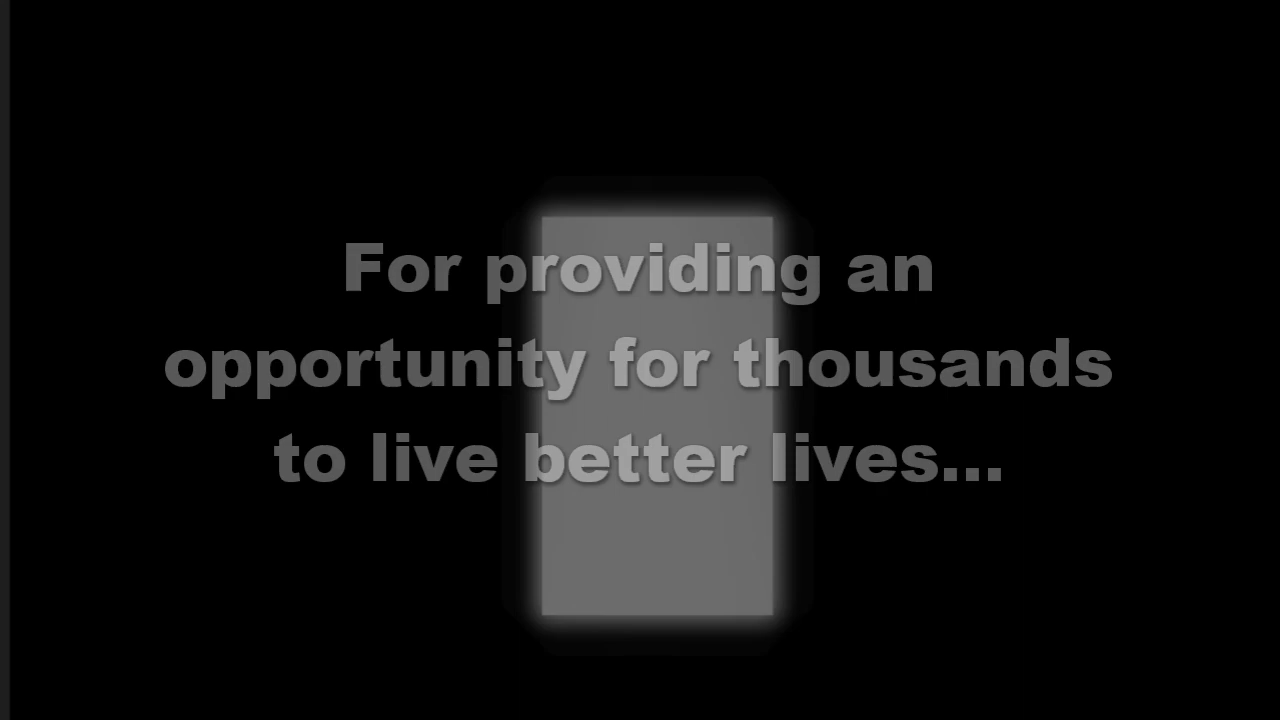 For providing an
opportunity for thousands
to live better lives...